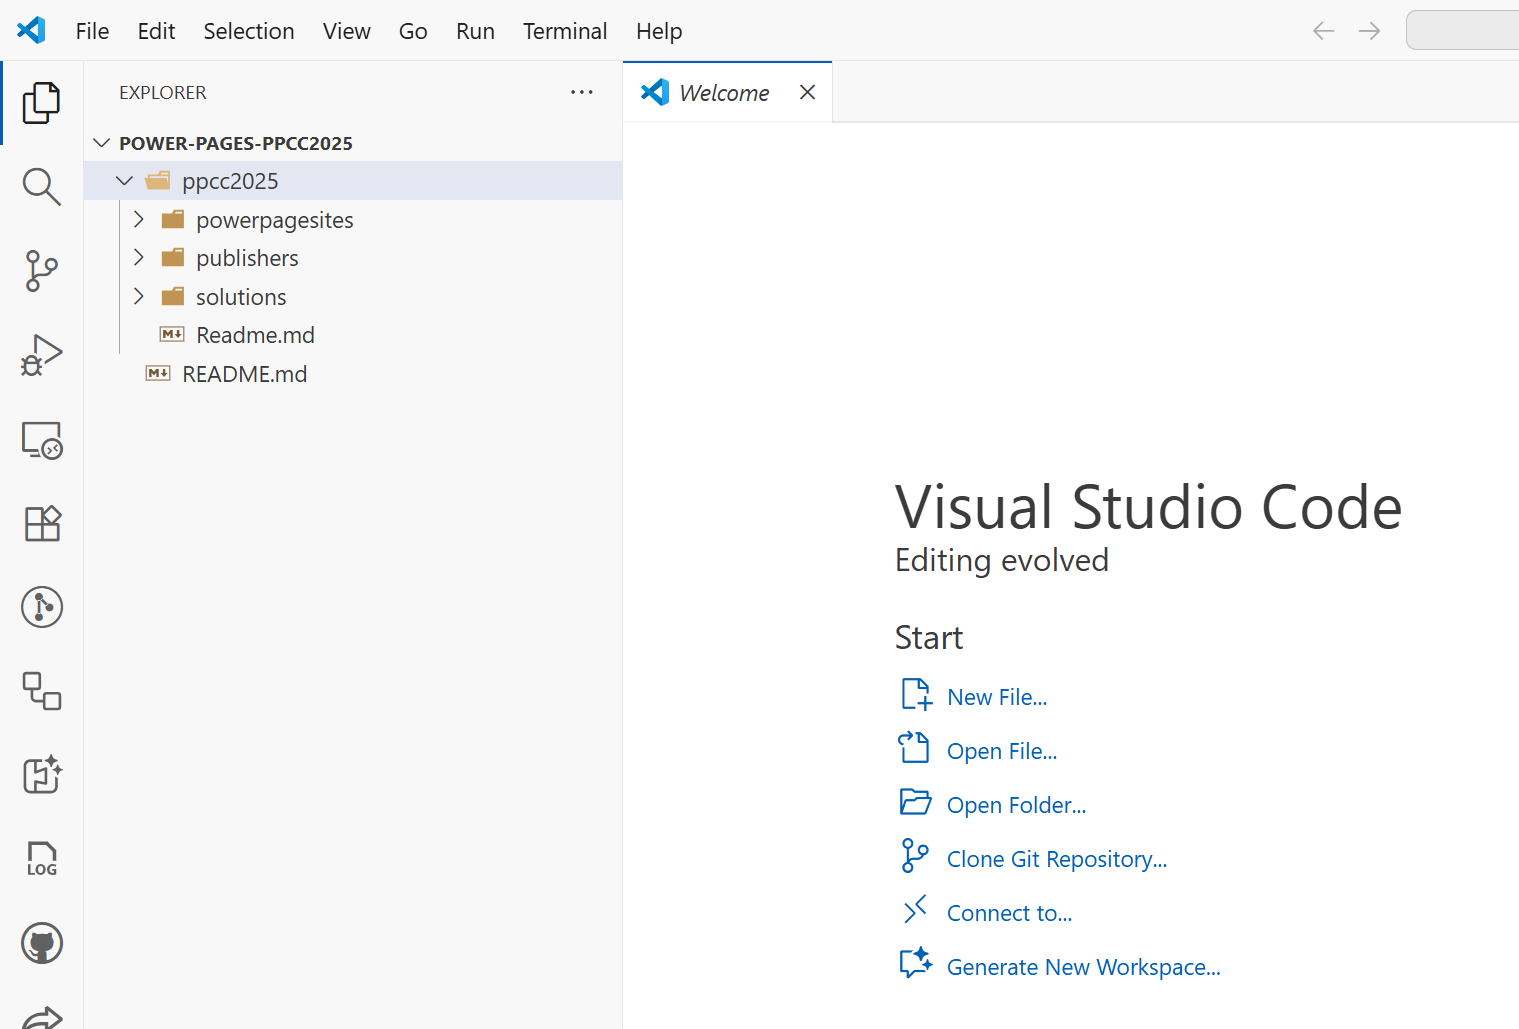 File Edit Selection View Go Run Terminal Help
EXPLORER
Welcome
POWER-PAGES-PPCC2025
ppcc2025
powerpagesites
publishers
solutions
Readme.md
README.md
Visual Studio Code
Editing evolved
Start
New File...
Open File...
Open Folder...
Clone Git Repository...
Connect to...
Generate New Workspace...
LOG